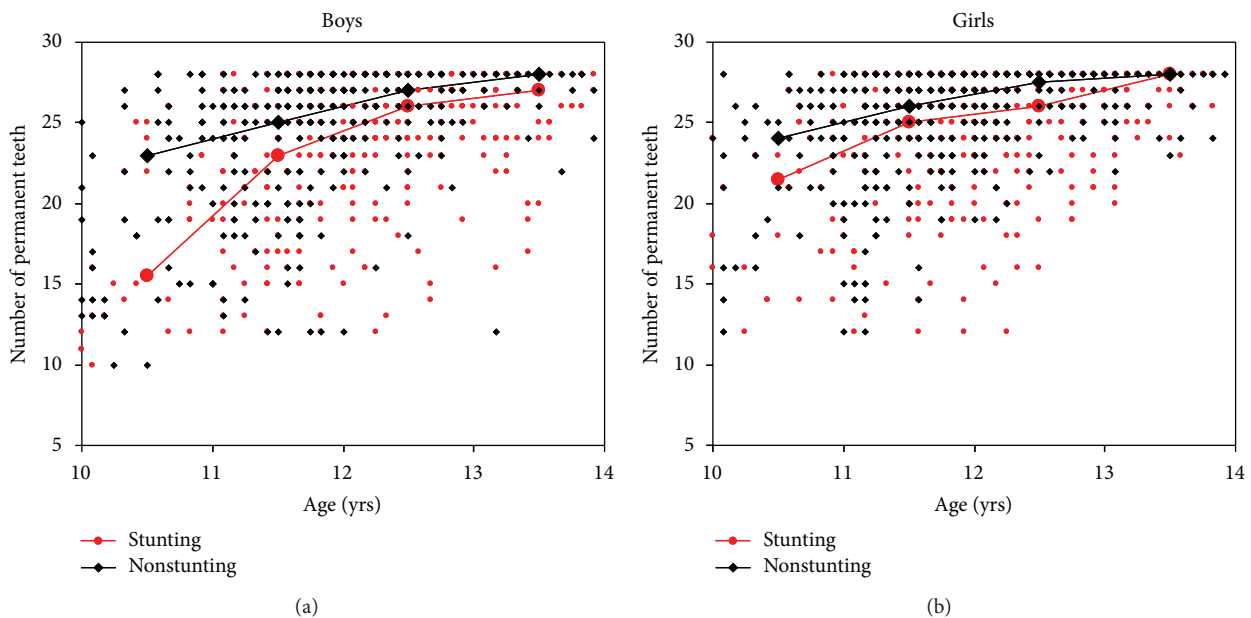 Boys
Number of permanent teeth
30
25
20
15
10
5
10 11 12 13 14
Age (yrs)
Stunting
Nonstunting
(a)
Girls
Number of permanent teeth
30
25
20
15
10
5
10 11 12 13 14
Age (yrs)
Stunting
Nonstunting
(b)